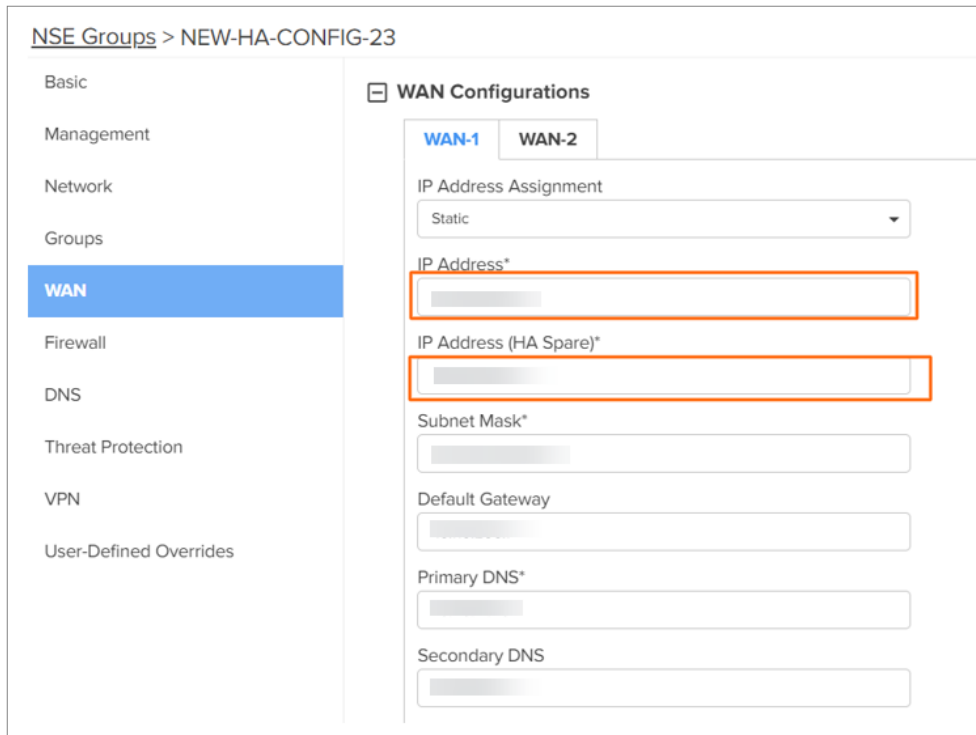 NSE Groups > NEW-HA-CONFIG-23
Basic
Management
Network
Groups
WAN
Firewall
DNS
Threat Protection
VPN
User-Defined Overrides
WAN Configurations
WAN-1 WAN-2
IP Address Assignment
Static
IP Address*
IP Address (HA Spare)*
Subnet Mask*
Default Gateway
Primary DNS*
Secondary DNS